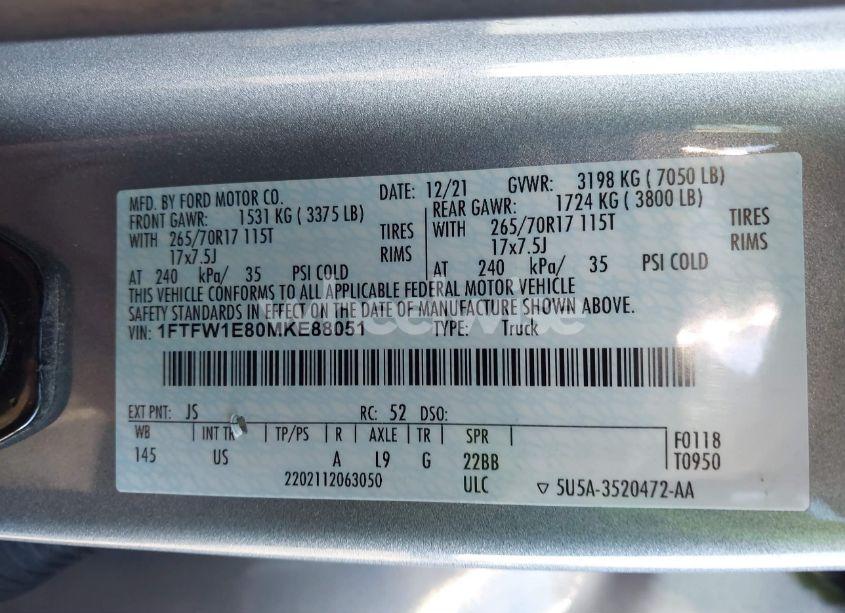 MFD. BY FORD MOTOR CO. DATE: 12/21 GVWR: 3198 KG ( 7050 LB)
FRONT GAWR: 1531 KG ( 3375 LB) REAR GAWR: 1724 KG ( 3800 LB)
WITH 265/70R17 115T TIRES WITH 265/70R17 115T TIRES
17x7.5J RIMS 17x7.5J RIMS
AT 240 kPa/ 35 PSI COLD AT 240 kPa/ 35 PSI COLD
THIS VEHICLE CONFORMS TO ALL APPLICABLE FEDERAL MOTOR VEHICLE
SAFETY STANDARDS IN EFFECT ON THE DATE OF MANUFACTURE SHOWN ABOVE.
VIN: 1FTFW1E80MKE88051 TYPE: Truck
EXT PNT: JS RC: 52 DSO:
WB INT TR TP/PS R AXLE TR SPR F0118
145 US A L9 G 22BB T0950
2202112063050 ULC ▽ 5U5A-3520472-AA